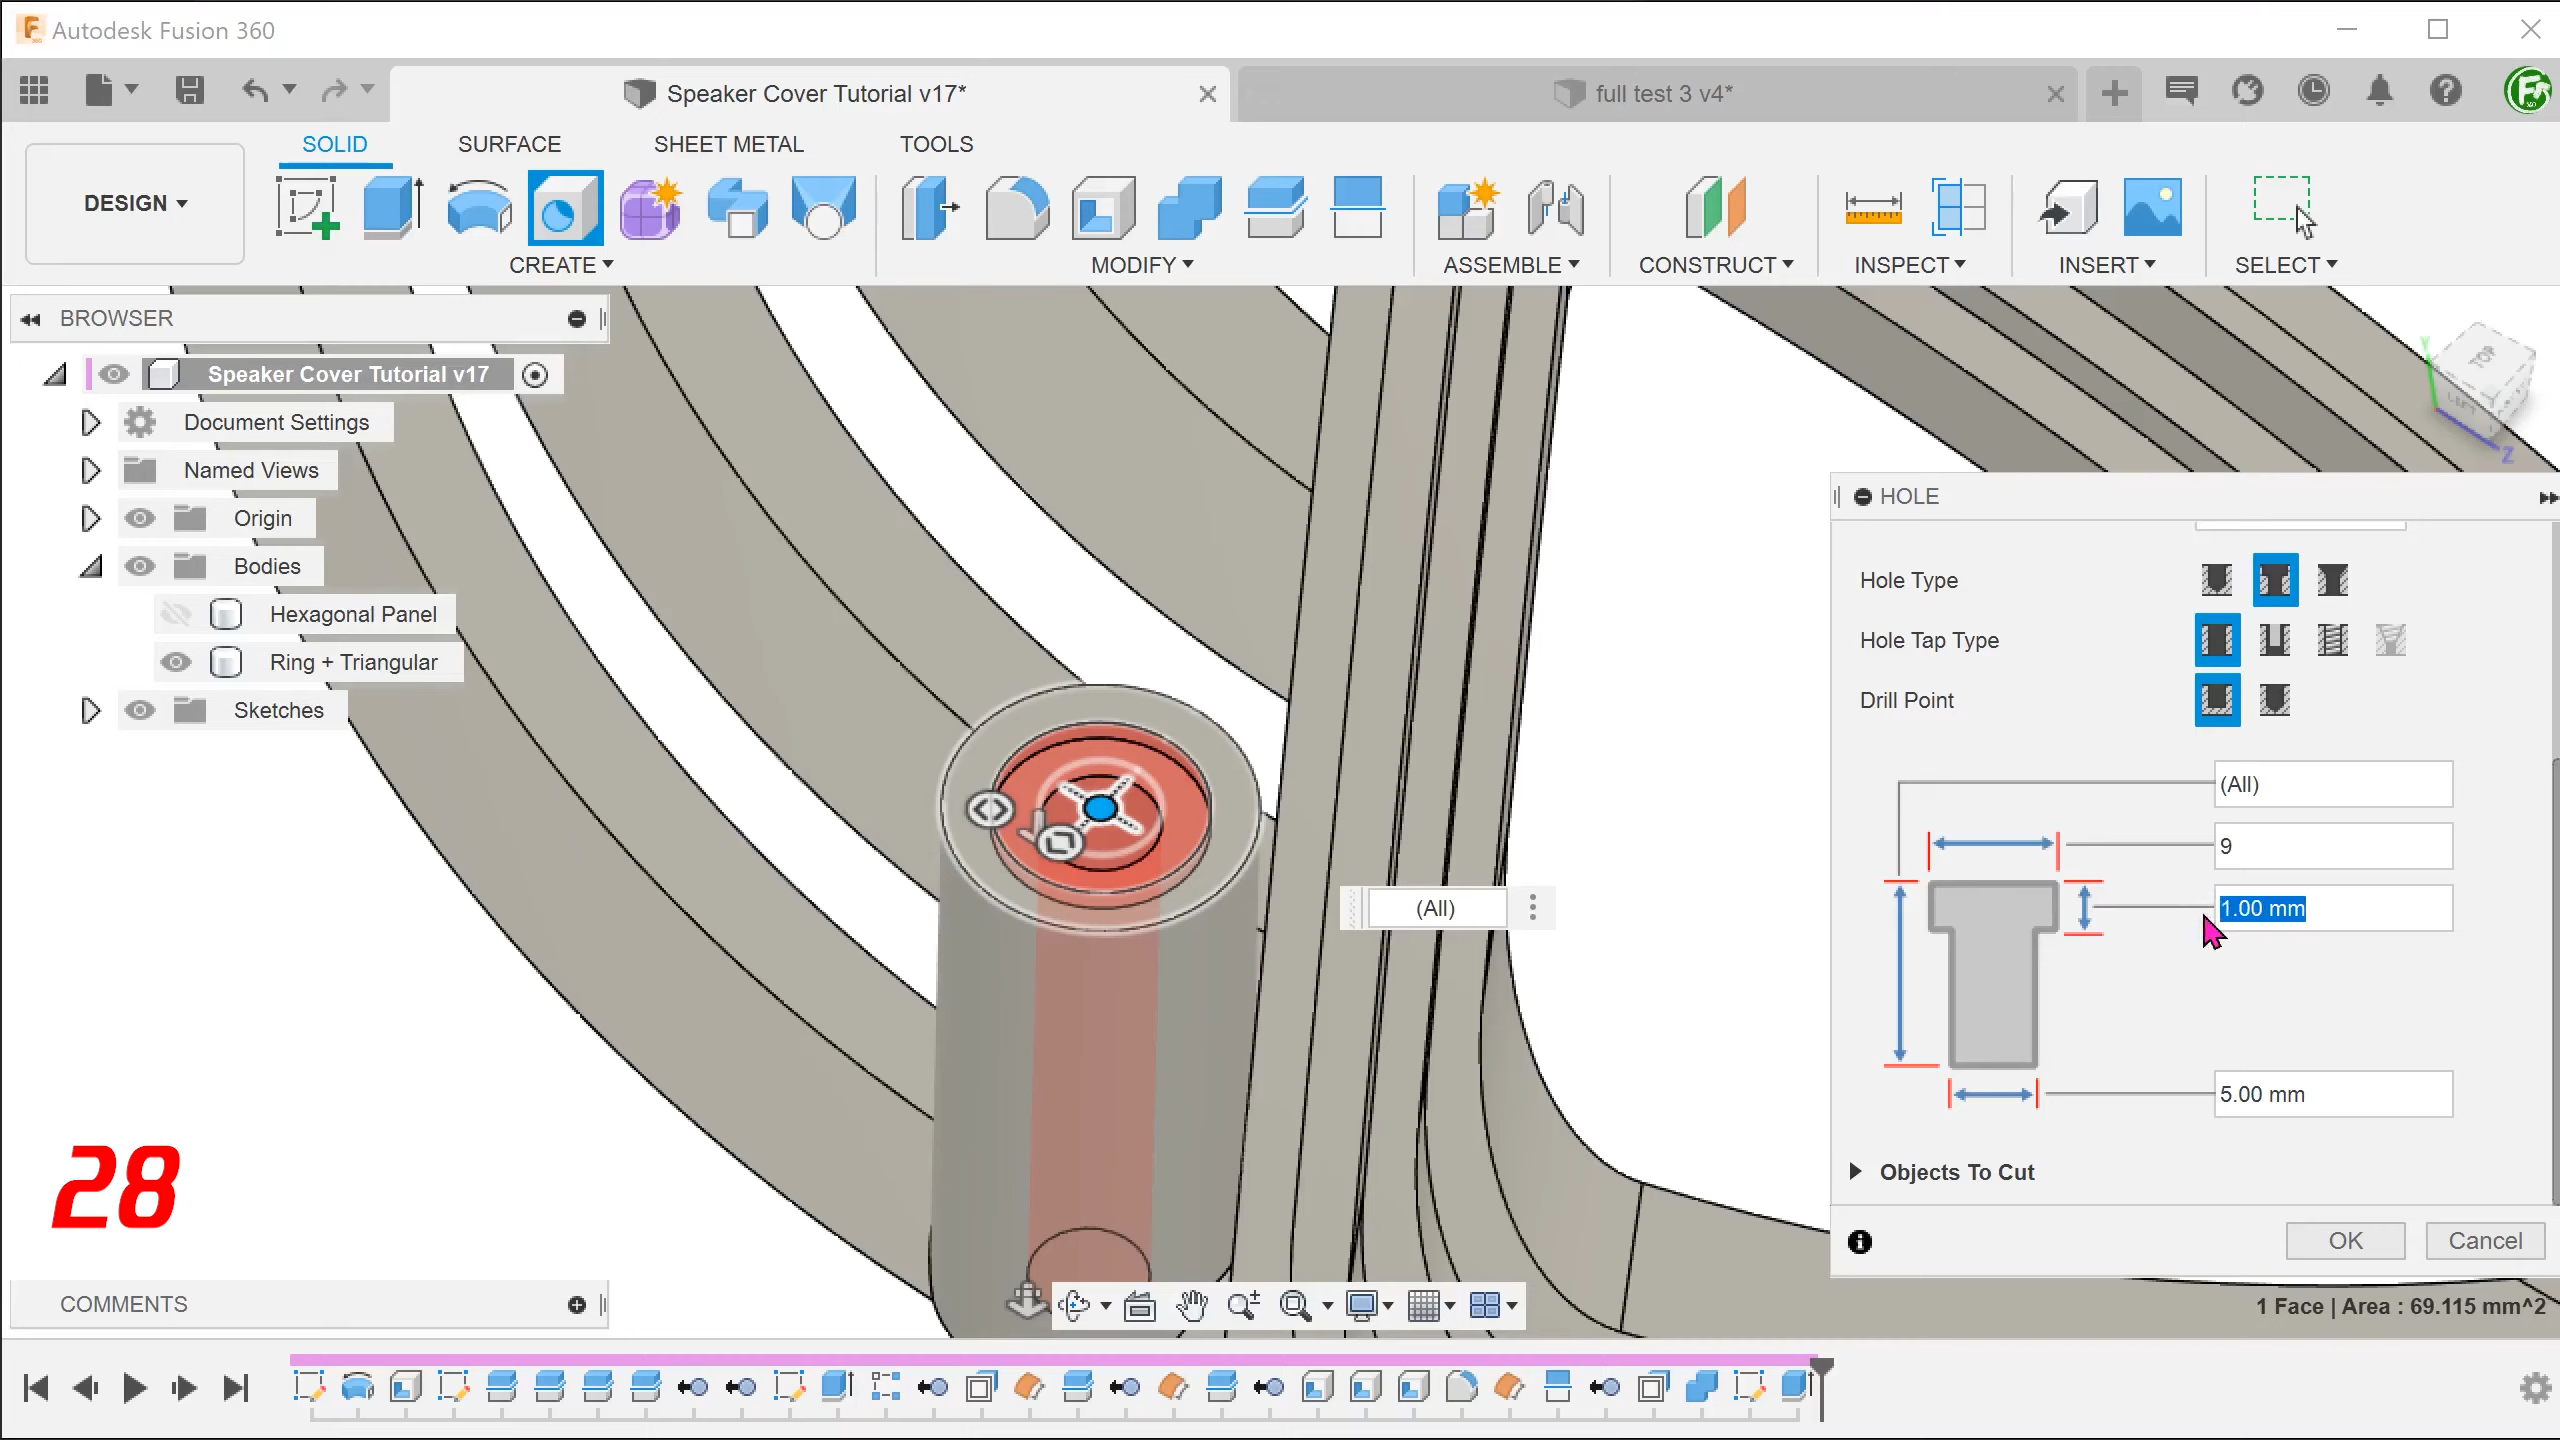 Autodesk Fusion 360
Speaker Cover Tutorial v17*
full test 3 v4*
SOLID
SURFACE
SHEET METAL
TOOLS
DESIGN
CREATE
MODIFY
ASSEMBLE
CONSTRUCT
INSPECT
INSERT
SELECT
BROWSER
Speaker Cover Tutorial v17
Document Settings
Named Views
Origin
Bodies
Hexagonal Panel
Ring + Triangular
Sketches
TOP
LEFT
Y
Z
HOLE
Hole Type
Hole Tap Type
Drill Point
(All)
9
1.00 mm
5.00 mm
(All)
Objects To Cut
OK
Cancel
28
COMMENTS
1 Face | Area : 69.115 mm^2